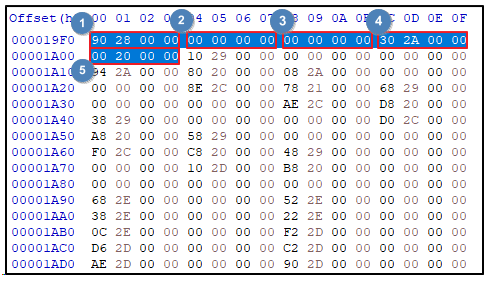 Offset(h 1 00 01 02 0 2 4 05 06 0 3 8 09 0A 0 4 C 0D 0E 0F
000019F0 90 28 00 00 00 00 00 00 00 00 00 00 30 2A 00 00
00001A00 00 20 00 00 10 29 00 00 00 00 00 00 00 00 00 00
00001A10 5 94 2A 00 00 80 20 00 00 08 2A 00 00 00 00 00 00
00001A20 00 00 00 00 8E 2C 00 00 78 21 00 00 68 29 00 00
00001A30 00 00 00 00 00 00 00 00 AE 2C 00 00 D8 20 00 00
00001A40 38 29 00 00 00 00 00 00 00 00 00 00 D0 2C 00 00
00001A50 A8 20 00 00 58 29 00 00 00 00 00 00 00 00 00 00
00001A60 F0 2C 00 00 C8 20 00 00 48 29 00 00 00 00 00 00
00001A70 00 00 00 00 10 2D 00 00 B8 20 00 00 00 00 00 00
00001A80 00 00 00 00 00 00 00 00 00 00 00 00 00 00 00 00
00001A90 68 2E 00 00 00 00 00 00 52 2E 00 00 00 00 00 00
00001AA0 38 2E 00 00 00 00 00 00 22 2E 00 00 00 00 00 00
00001AB0 0C 2E 00 00 00 00 00 00 F2 2D 00 00 00 00 00 00
00001AC0 D6 2D 00 00 00 00 00 00 C2 2D 00 00 00 00 00 00
00001AD0 AE 2D 00 00 00 00 00 00 90 2D 00 00 00 00 00 00